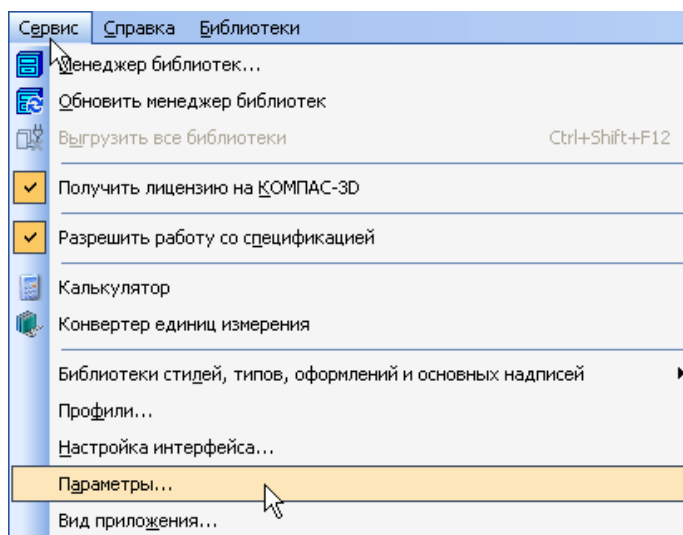 Сервис Справка Библиотеки
Менеджер библиотек...
Обновить менеджер библиотек
Выгрузить все библиотеки Ctrl+Shift+F12
Получить лицензию на КОМПАС-3D
Разрешить работу со спецификацией
Калькулятор
Конвертер единиц измерения
Библиотеки стилей, типов, оформлений и основных надписей
Профили...
Настройка интерфейса...
Параметры...
Вид приложения...